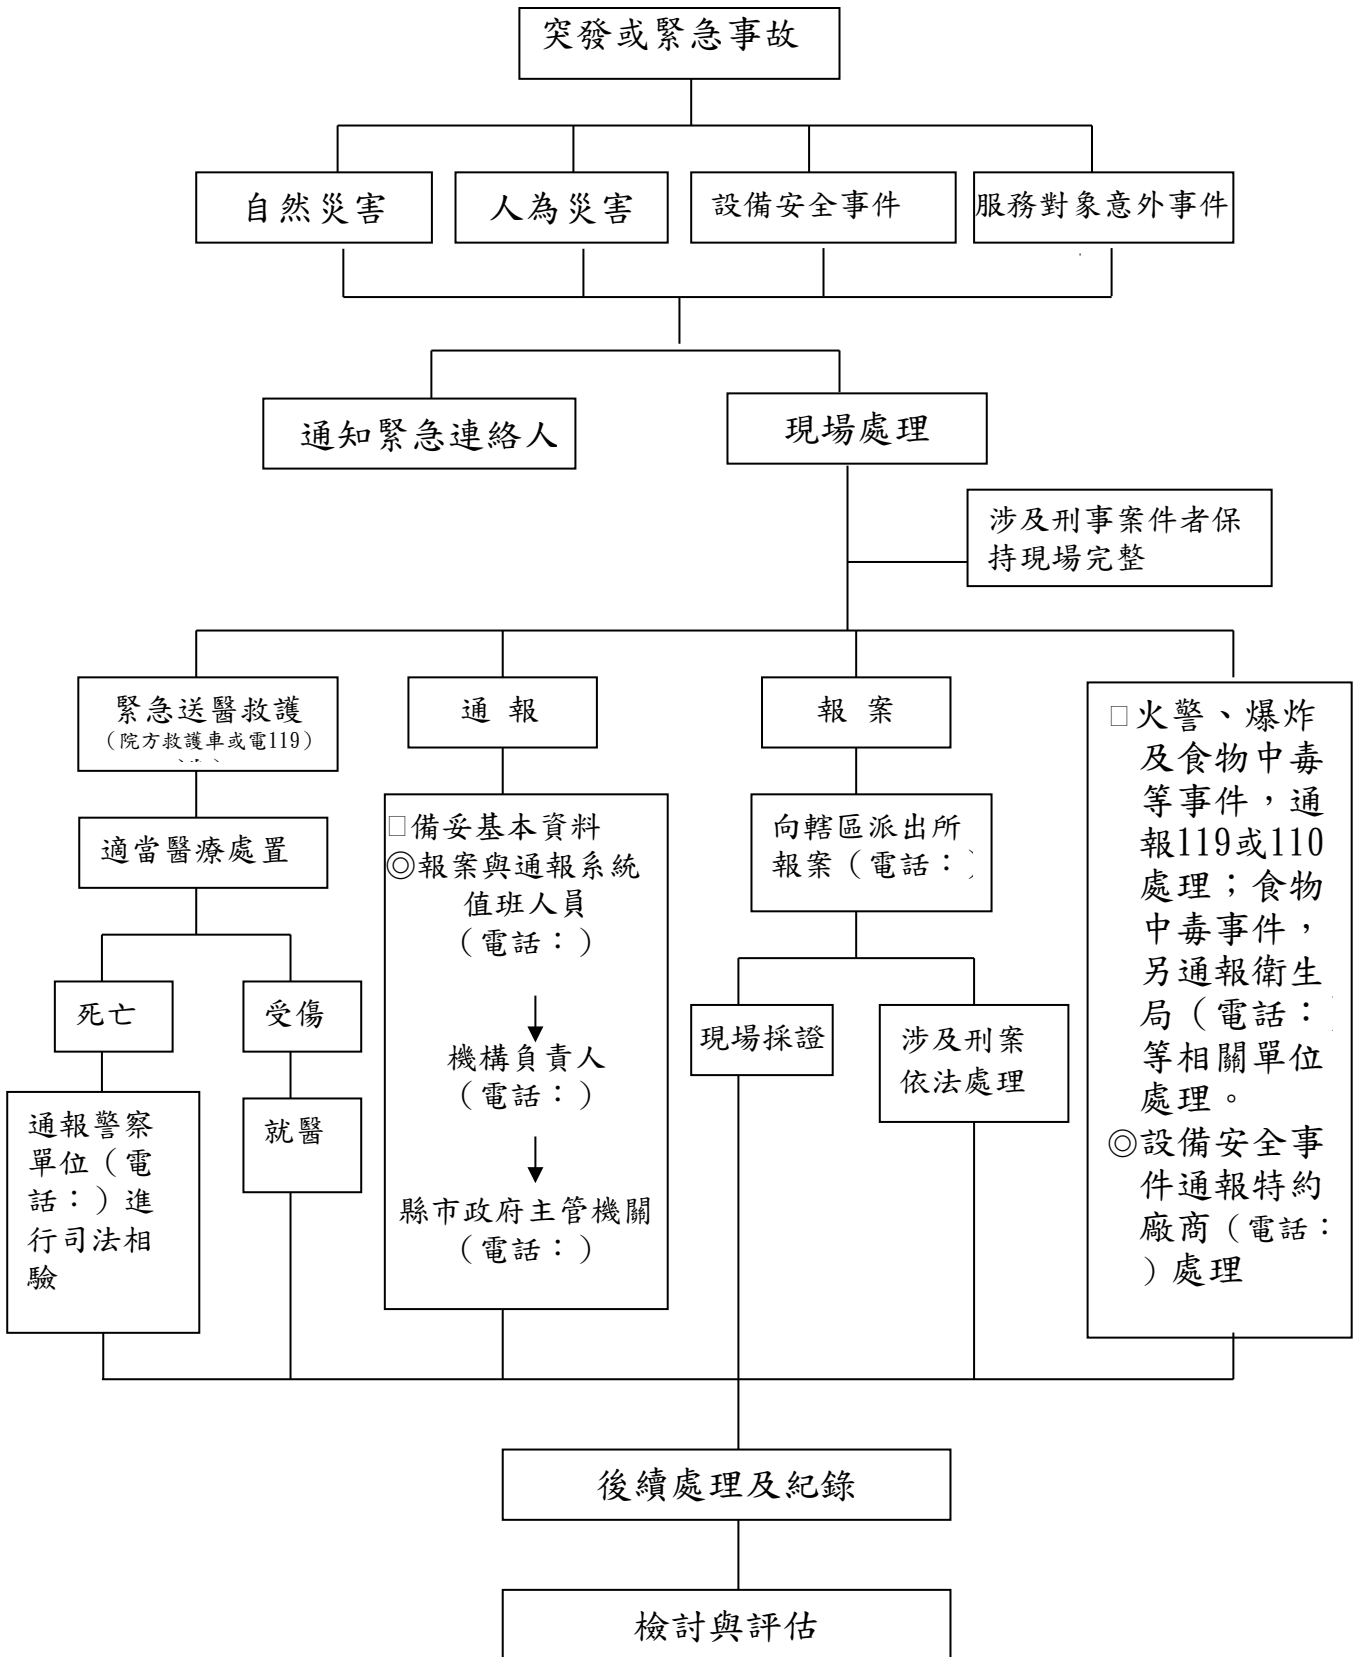 突發或緊急事故
自然災害
人為災害
設備安全事件
服務對象意外事件
通知緊急連絡人
現場處理
涉及刑事案件者保
持現場完整
緊急送醫救護
（院方救護車或電119）
適當醫療處置
死亡
受傷
通報警察
單位（電
話：）進
行司法相
驗
就醫
通 報
□備妥基本資料
◎報案與通報系統
值班人員
（電話：）
機構負責人
（電話：）
縣市政府主管機關
（電話：）
報 案
向轄區派出所
報案（電話：）
現場採證
涉及刑案
依法處理
□火警、爆炸
及食物中毒
等事件，通
報119或110
處理；食物
中毒事件，
另通報衛生
局（電話：
等相關單位
處理。
◎設備安全事
件通報特約
廠商（電話：
）處理
後續處理及紀錄
檢討與評估